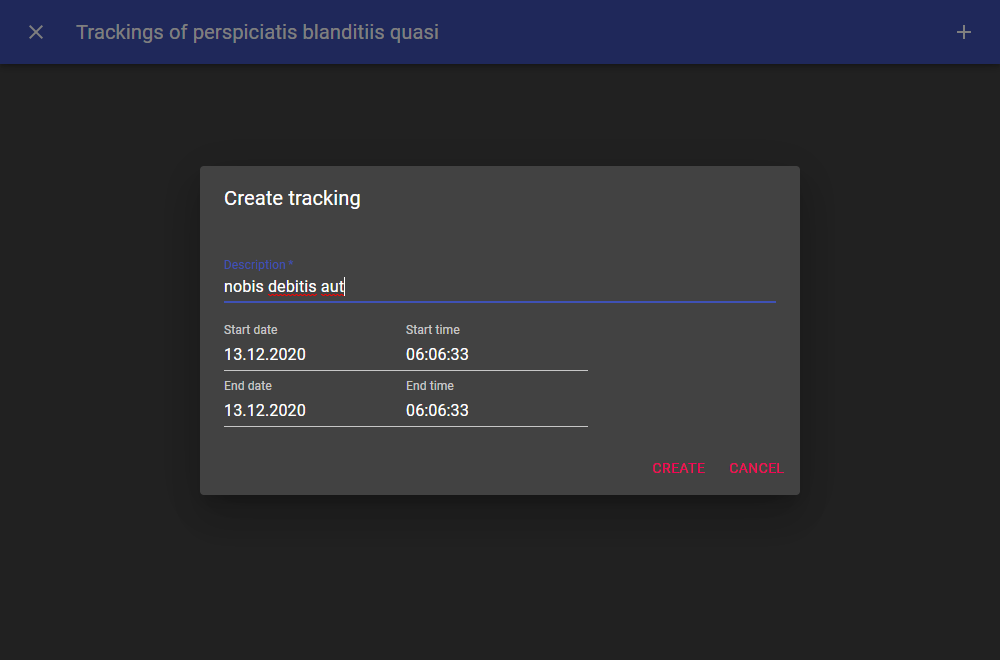 Trackings of perspiciatis blanditiis quasi
Create tracking
Description *
nobis debitis aut
Start date Start time
13.12.2020 06:06:33
End date End time
13.12.2020 06:06:33
CREATE CANCEL